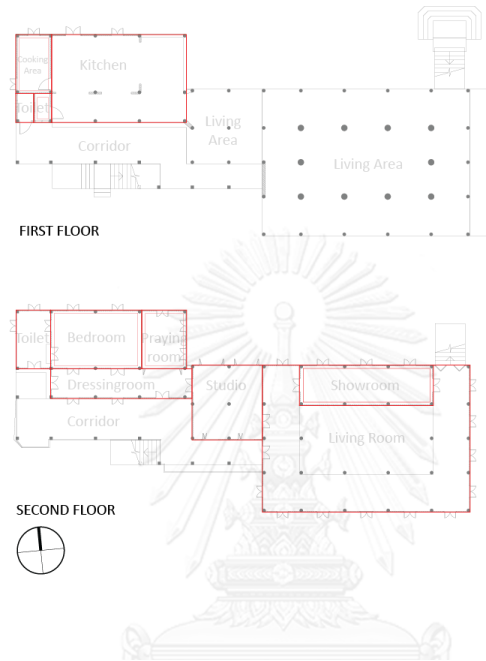 Cooking
Area
Kitchen
Toilet
Living
Area
Corridor
Living Area
FIRST FLOOR
Toilet
Bedroom
Praying
room
Dressingroom
Studio
Showroom
Corridor
Living Room
SECOND FLOOR